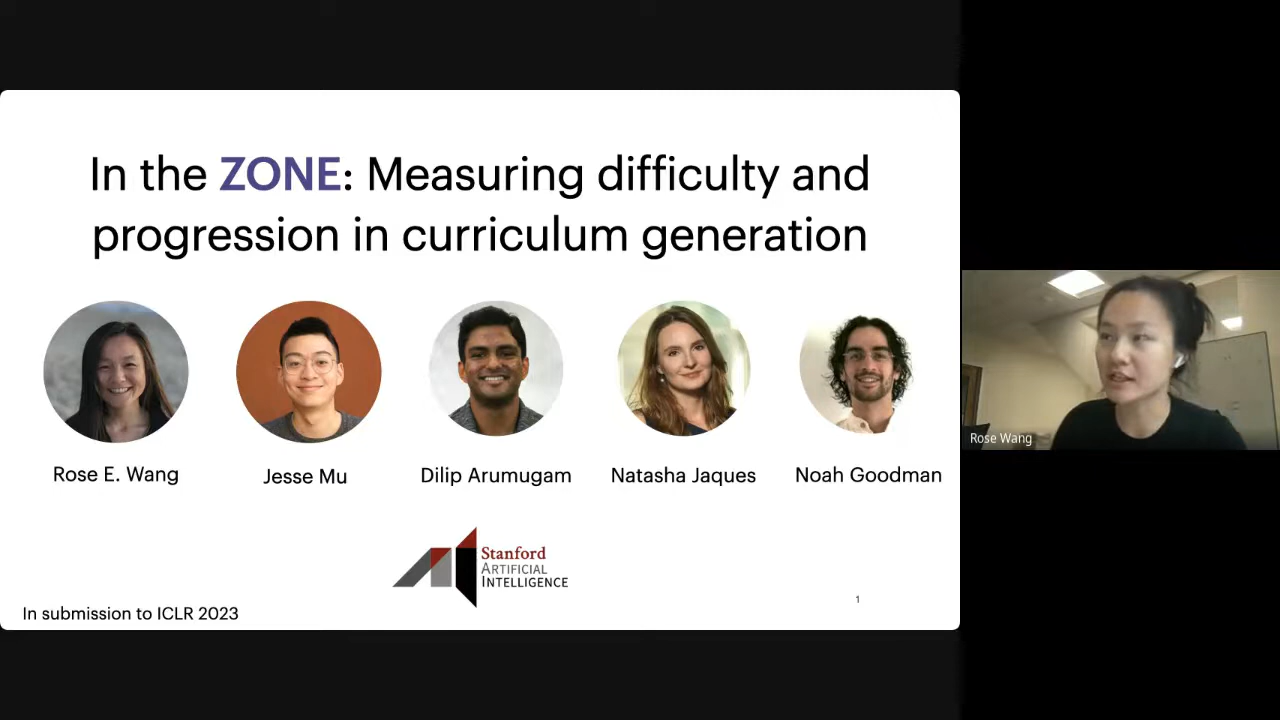 In the ZONE: Measuring difficulty and
progression in curriculum generation
Rose E. Wang
Jesse Mu
Dilip Arumugam
Natasha Jaques
Noah Goodman
Stanford
ARTIFICIAL
INTELLIGENCE
In submission to ICLR 2023
1
Rose Wang